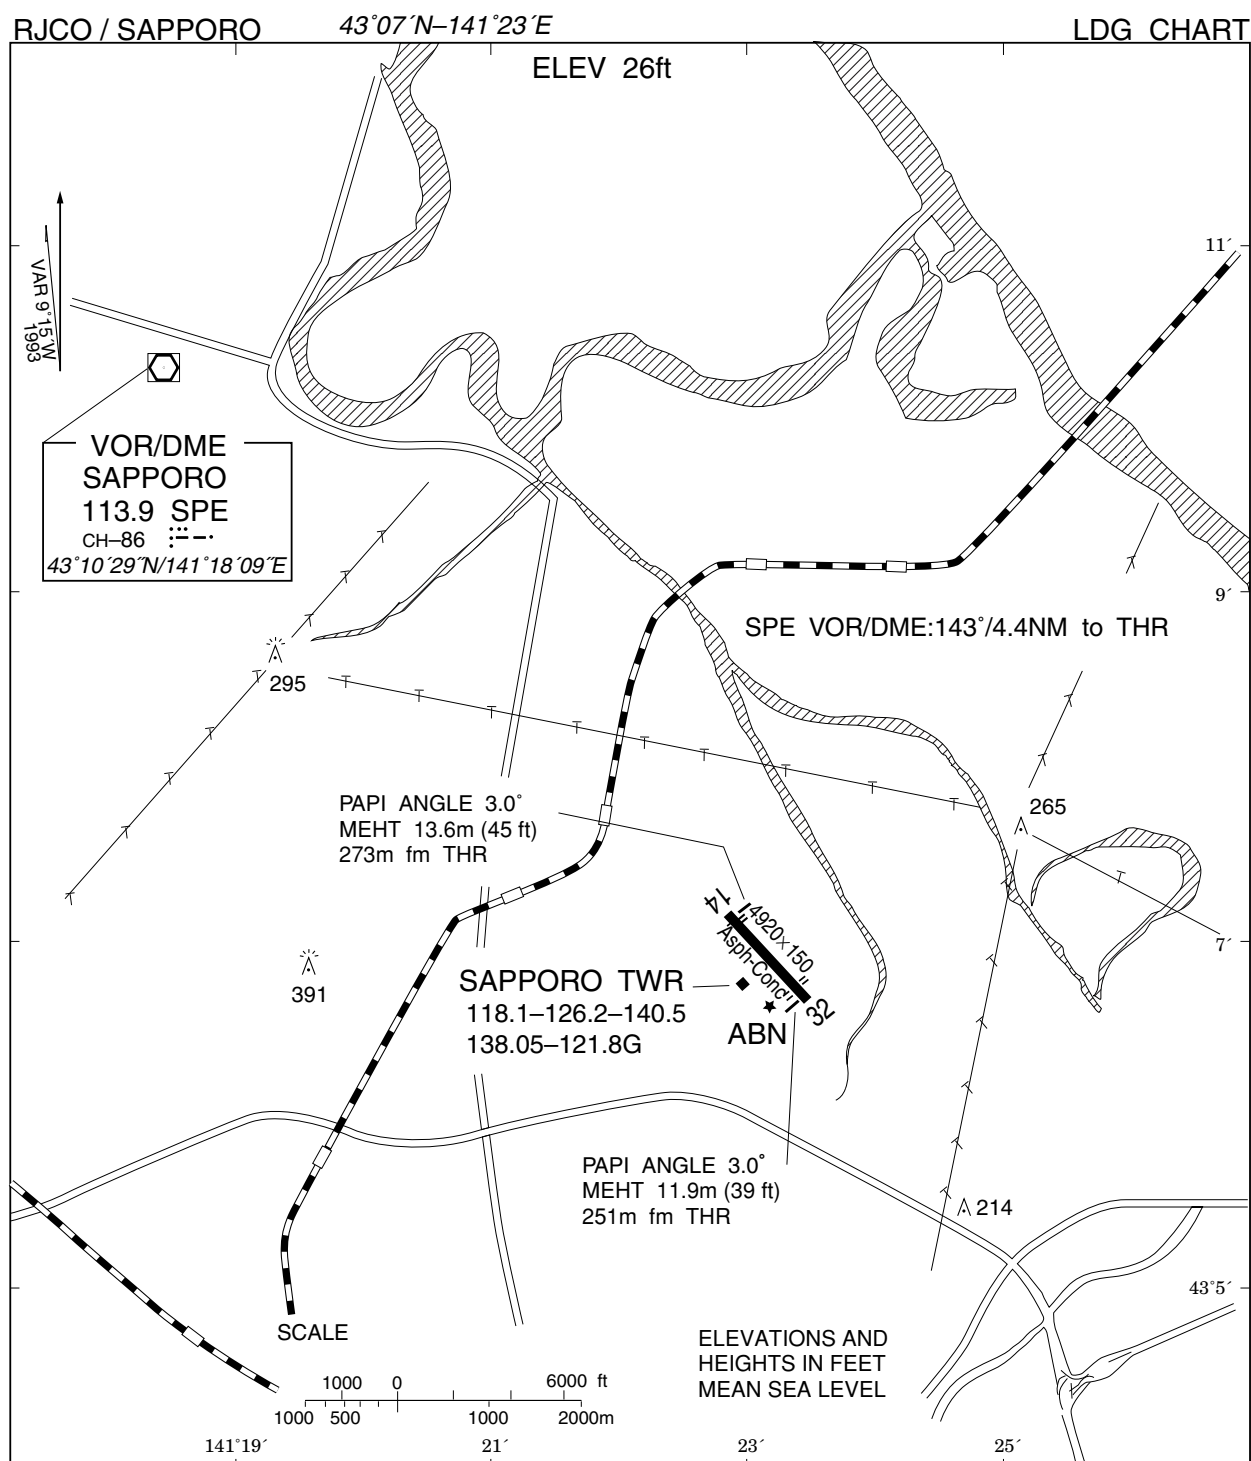 RJCO / SAPPORO
43°07′N–141°23′E
LDG CHART
ELEV 26ft
11′
VAR 9°15′W
1993
VOR/DME
SAPPORO
113.9 SPE
CH–86
43°10′29″N/141°18′09″E
9′
SPE VOR/DME:143°/4.4NM to THR
295
PAPI ANGLE 3.0°
MEHT 13.6m (45 ft)
273m fm THR
265
14
4920×150
Asph-Conc
32
7′
391
SAPPORO TWR
118.1–126.2–140.5
138.05–121.8G
ABN
PAPI ANGLE 3.0°
MEHT 11.9m (39 ft)
251m fm THR
214
43°5′
SCALE
ELEVATIONS AND
HEIGHTS IN FEET
MEAN SEA LEVEL
1000 0 6000 ft
1000 500 1000 2000m
141°19′ 21′ 23′ 25′